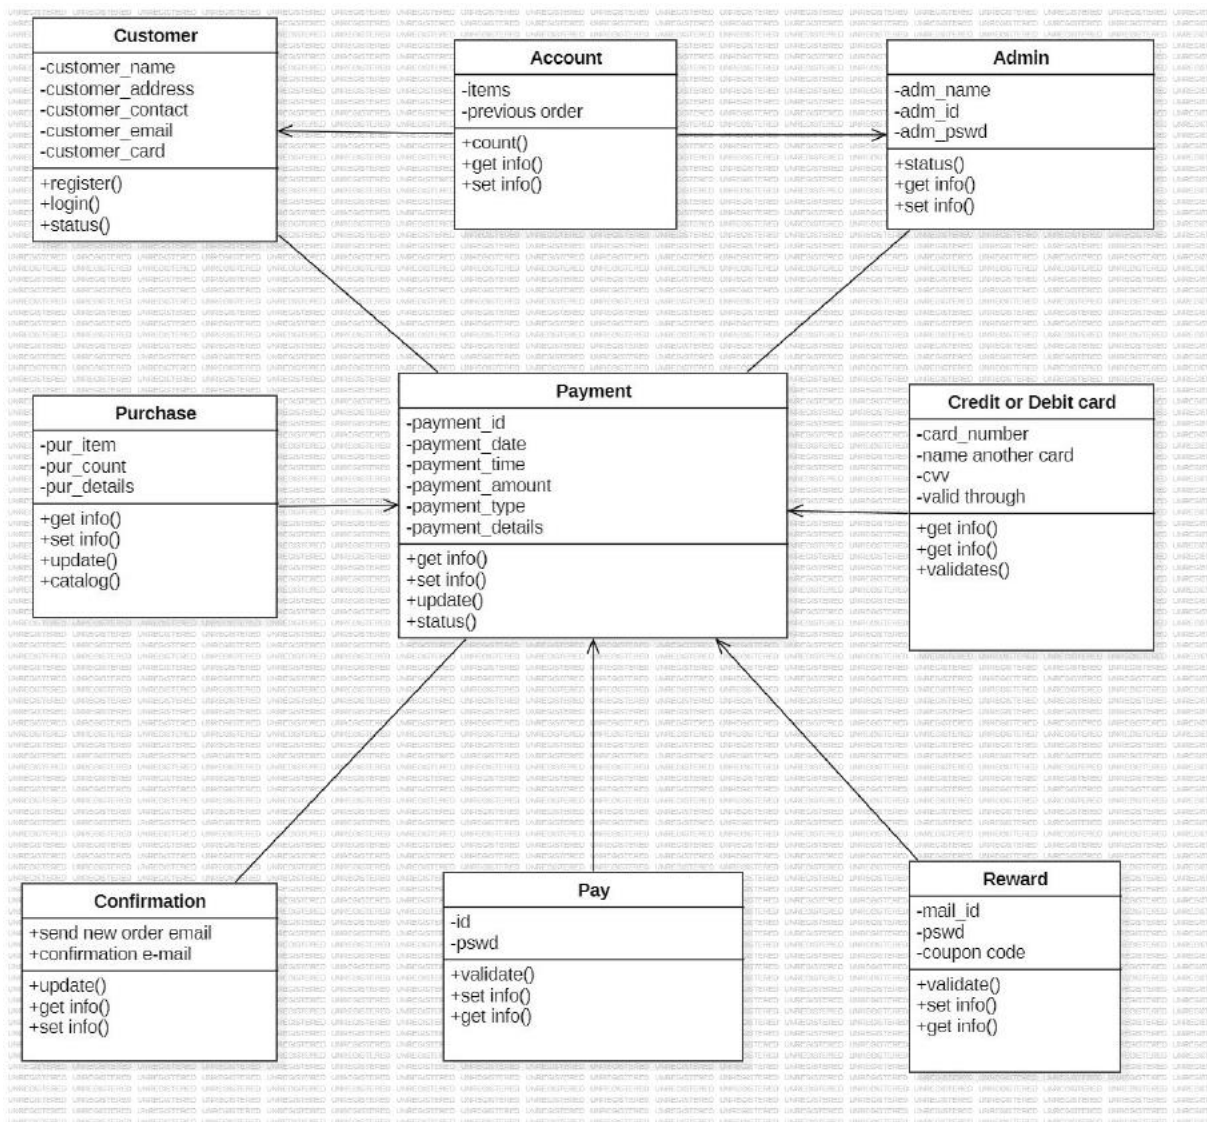 Customer
-customer_name
-customer_address
-customer_contact
-customer_email
-customer_card
+register()
+login()
+status()
Account
-items
-previous order
+count()
+get info()
+set info()
Admin
-adm_name
-adm_id
-adm_pswd
+status()
+get info()
+set info()
Purchase
-pur_item
-pur_count
-pur_details
+get info()
+set info()
+update()
+catalog()
Payment
-payment_id
-payment_date
-payment_time
-payment_amount
-payment_type
-payment_details
+get info()
+set info()
+update()
+status()
Credit or Debit card
-card_number
-name another card
-cvv
-valid through
+get info()
+get info()
+validates()
Confirmation
+send new order email
+confirmation e-mail
+update()
+get info()
+set info()
Pay
-id
-pswd
+validate()
+set info()
+get info()
Reward
-mail_id
-pswd
-coupon code
+validate()
+set info()
+get info()
UNREGISTERED